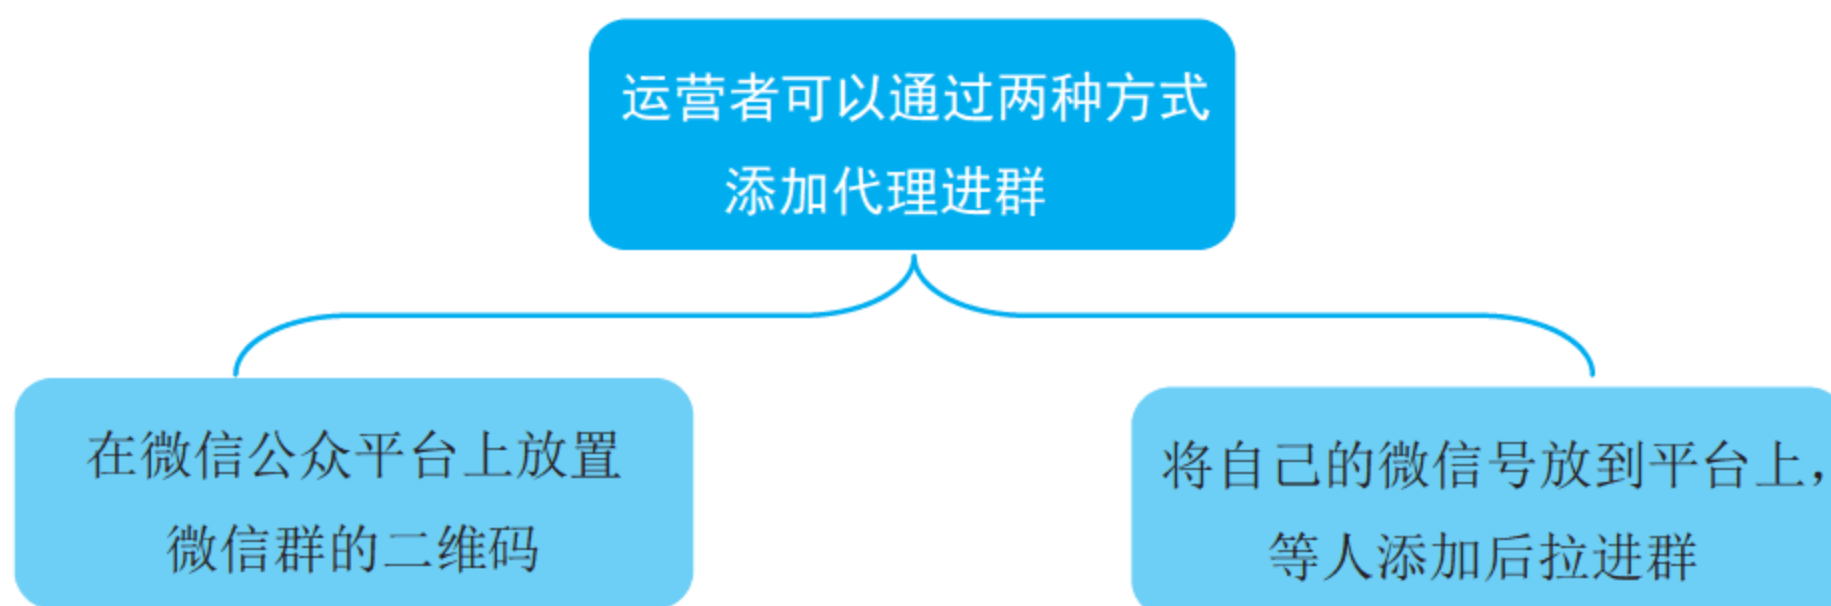 运营者可以通过两种方式
添加代理进群
在微信公众平台上放置
微信群的二维码
将自己的微信号放到平台上，
等人添加后拉进群